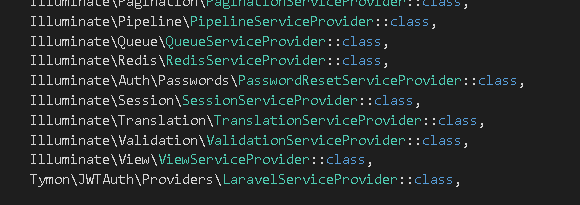 Illuminate\Pagination\PaginationServiceProvider::class,
Illuminate\Pipeline\PipelineServiceProvider::class,
Illuminate\Queue\QueueServiceProvider::class,
Illuminate\Redis\RedisServiceProvider::class,
Illuminate\Auth\Passwords\PasswordResetServiceProvider::class,
Illuminate\Session\SessionServiceProvider::class,
Illuminate\Translation\TranslationServiceProvider::class,
Illuminate\Validation\ValidationServiceProvider::class,
Illuminate\View\ViewServiceProvider::class,
Tymon\JWTAuth\Providers\LaravelServiceProvider::class,